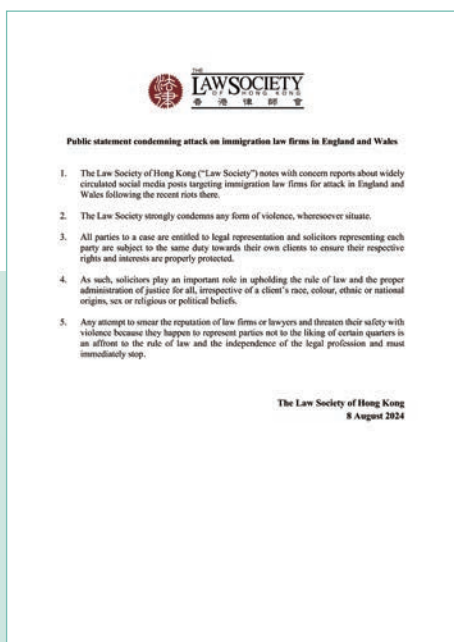 法律
THE
LAW SOCIETY
OF HONG KONG
香港律師會
Public statement condemning attack on immigration law firms in England and Wales
1. The Law Society of Hong Kong ("Law Society") notes with concern reports about widely
circulated social media posts targeting immigration law firms for attack in England and
Wales following the recent riots there.
2. The Law Society strongly condemns any form of violence, wheresoever situate.
3. All parties to a case are entitled to legal representation and solicitors representing each
party are subject to the same duty towards their own clients to ensure their respective
rights and interests are properly protected.
4. As such, solicitors play an important role in upholding the rule of law and the proper
administration of justice for all, irrespective of a client's race, colour, ethnic or national
origins, sex or religious or political beliefs.
5. Any attempt to smear the reputation of law firms or lawyers and threaten their safety with
violence because they happen to represent parties not to the liking of certain quarters is
an affront to the rule of law and the independence of the legal profession and must
immediately stop.
The Law Society of Hong Kong
8 August 2024